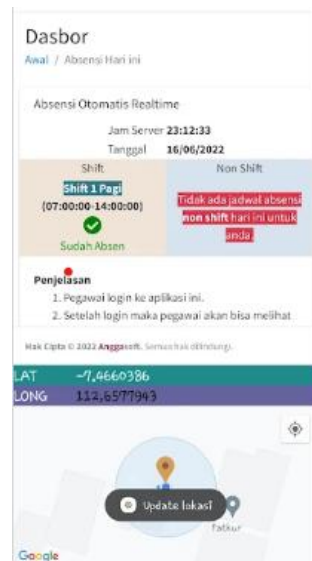 Dasbor
Awal / Absensi Hari ini
Absensi Otomatis Realtime
Jam Server 23:12:33
Tanggal 16/06/2022
Shift
Shift 1 Pagi
(07:00:00-14:00:00)
Sudah Absen
Non Shift
Tidak ada jadwal absensi
non shift hari ini untuk
anda.
Penjelasan
1. Pegawai login ke aplikasi ini.
2. Setelah login maka pegawai akan bisa melihat
Hak Cipta © 2022 Anggasoft. Semua hak dilindungi.
LAT -7,4660386
LONG 112,6577943
Update lokasi
Fatkur
Google